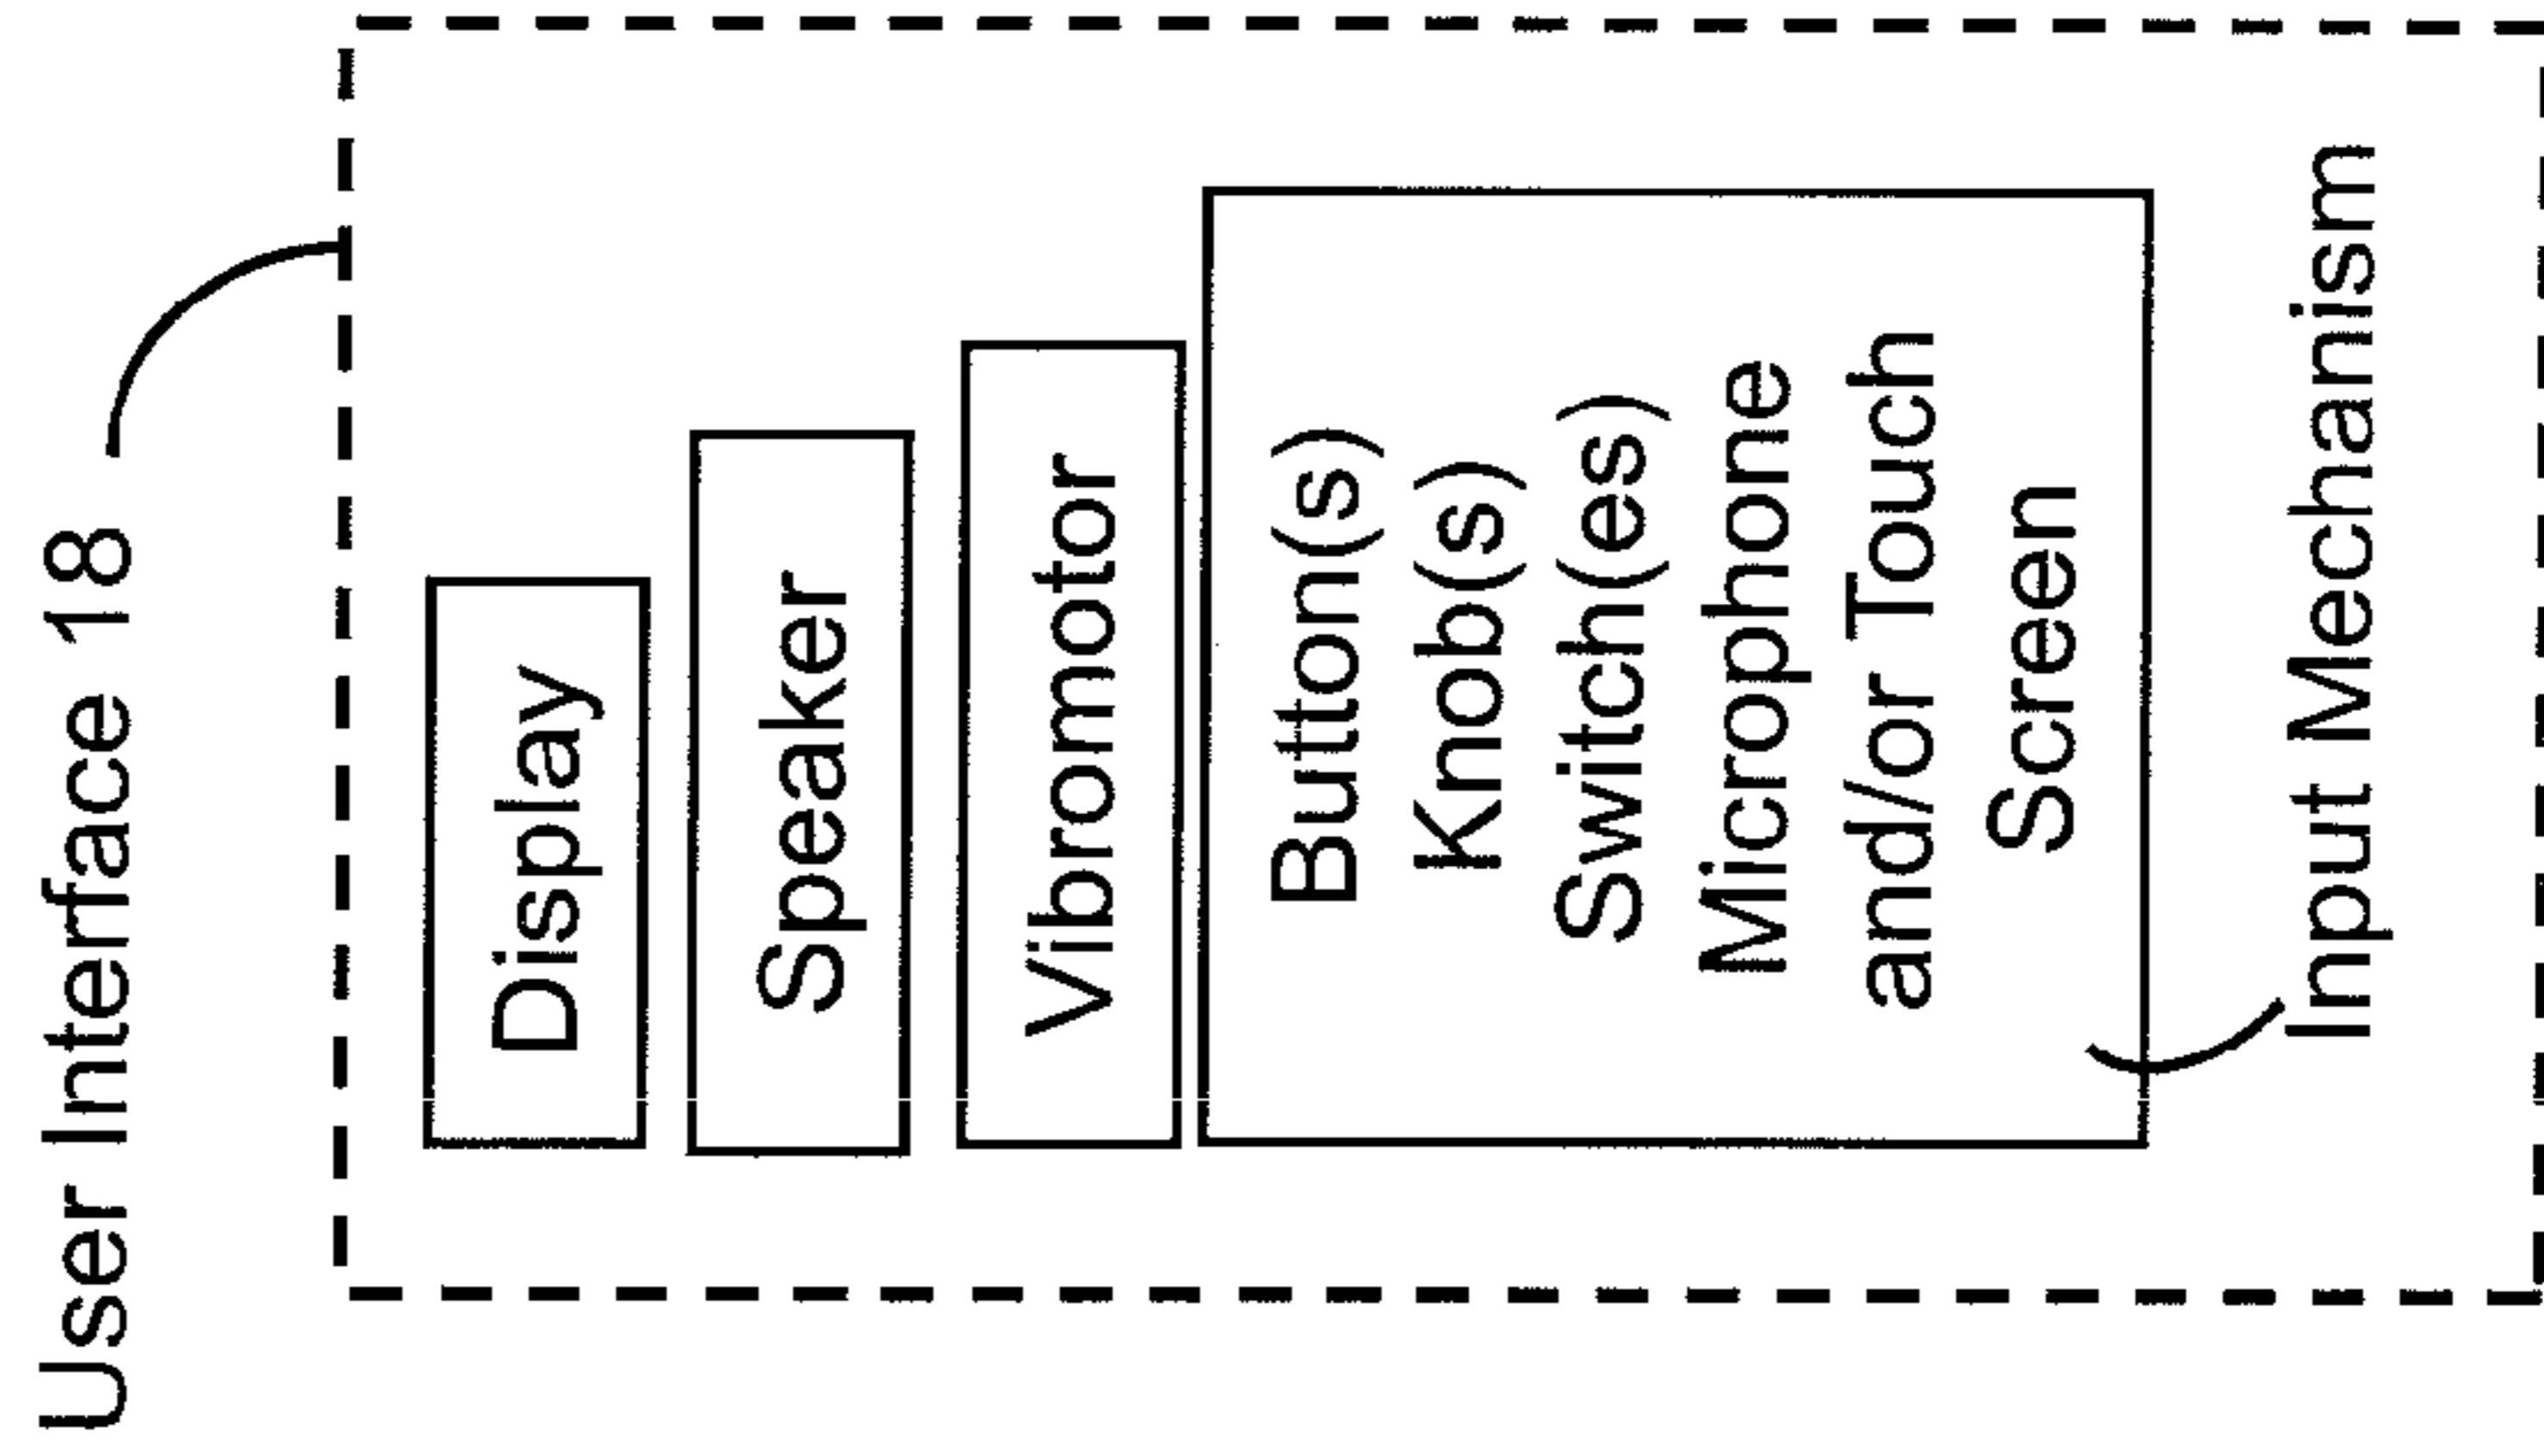 User Interface 18
Display
Speaker
Vibromotor
Button(s)
Knob(s)
Switch(es)
Microphone
and/or Touch
Screen
Input Mechanism